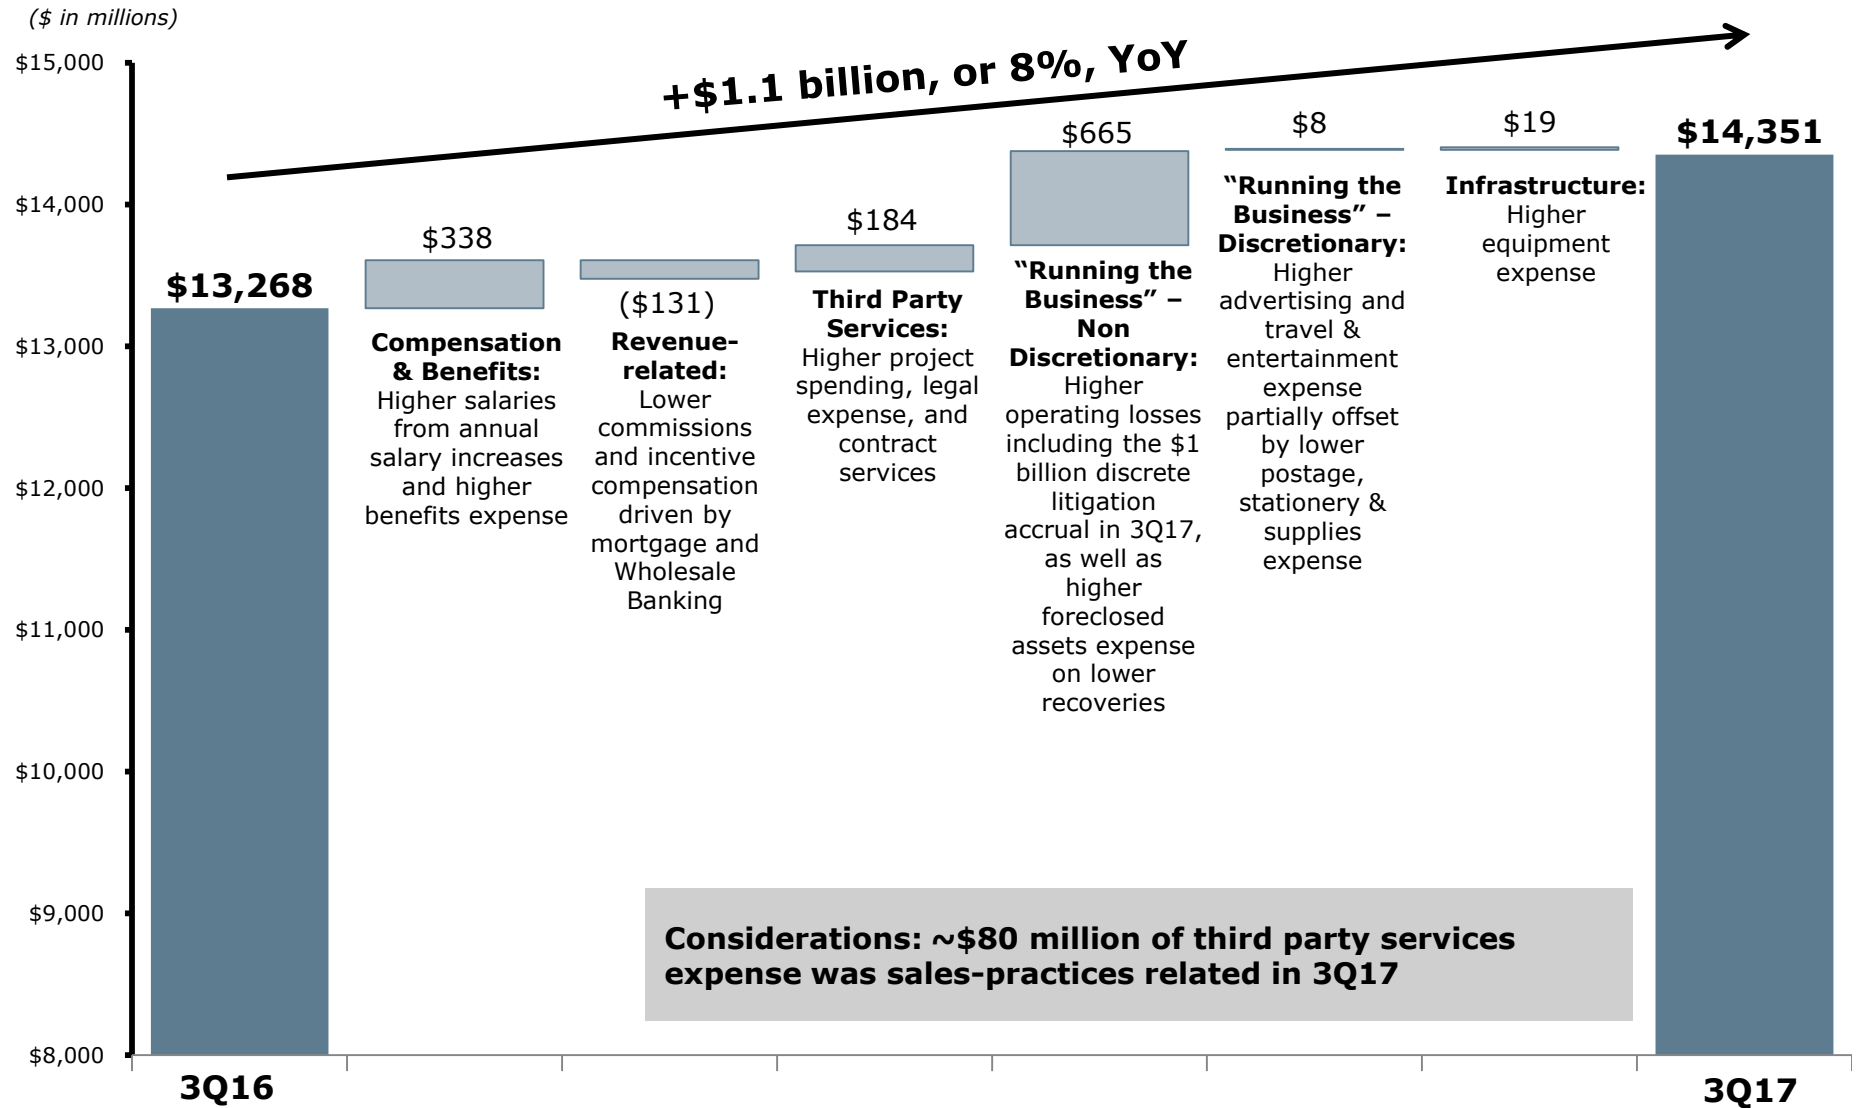 ($ in millions)
+$1.1 billion, or 8%, YoY
$15,000
$14,000
$13,000
$12,000
$11,000
$10,000
$9,000
$8,000
$13,268
3Q16
$338
Compensation
& Benefits:
Higher salaries
from annual
salary increases
and higher
benefits expense
($131)
Revenue-
related:
Lower
commissions
and incentive
compensation
driven by
mortgage and
Wholesale
Banking
$184
Third Party
Services:
Higher project
spending, legal
expense, and
contract
services
$665
“Running the
Business” –
Non
Discretionary:
Higher
operating losses
including the $1
billion discrete
litigation
accrual in 3Q17,
as well as
higher
foreclosed
assets expense
on lower
recoveries
$8
“Running the
Business” –
Discretionary:
Higher
advertising and
travel &
entertainment
expense
partially offset
by lower
postage,
stationery &
supplies
expense
$19
Infrastructure:
Higher
equipment
expense
$14,351
3Q17
Considerations: ~$80 million of third party services
expense was sales-practices related in 3Q17